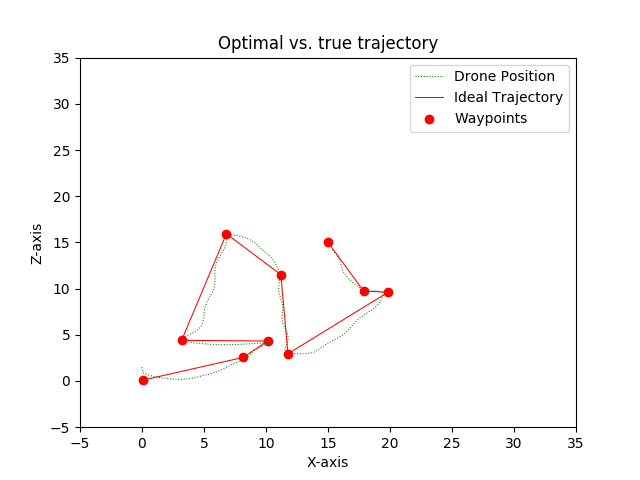 Optimal vs. true trajectory
Drone Position
Ideal Trajectory
Waypoints
35
30
25
20
15
10
5
0
−5
Z-axis
−5 0 5 10 15 20 25 30 35
X-axis